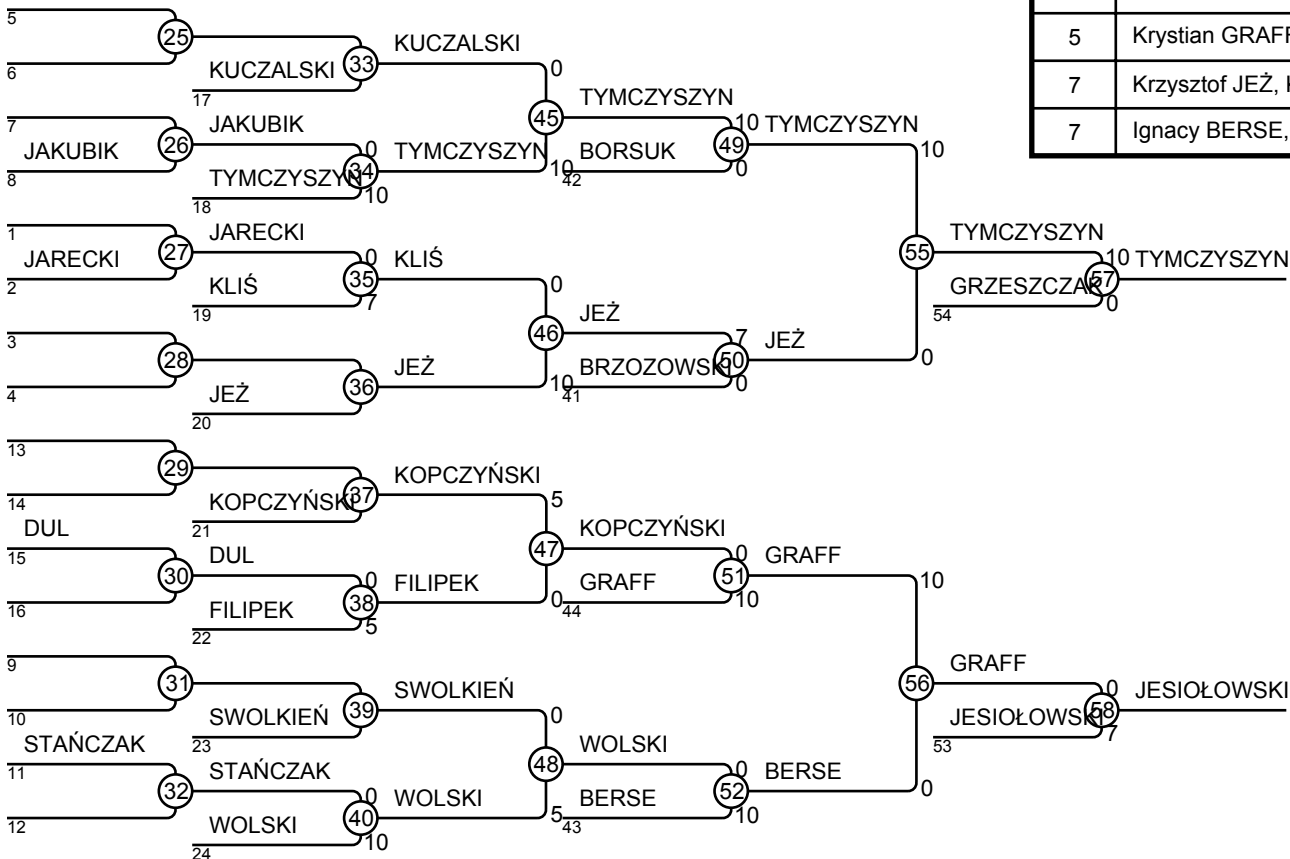 5
25
6
KUCZALSKI
17
33
KUCZALSKI
0
7
JAKUBIK
8
26
JAKUBIK
0
TYMCZYSZYN
18
34
10
TYMCZYSZYN
10
45
TYMCZYSZYN
10
BORSUK
42
49
0
TYMCZYSZYN
10
1
JARECKI
2
27
JARECKI
0
KLIŚ
19
35
7
KLIŚ
0
3
4
28
JEŻ
20
36
JEŻ
10
46
JEŻ
7
BRZOZOWSKI
41
50
0
JEŻ
0
55
TYMCZYSZYN
10
GRZESZCZAK
54
57
0
TYMCZYSZYN
13
14
29
KOPCZYŃSKI
21
37
KOPCZYŃSKI
5
DUL
15
16
30
DUL
0
FILIPEK
22
38
5
FILIPEK
0
47
KOPCZYŃSKI
0
GRAFF
44
51
10
GRAFF
10
9
10
31
SWOLKIEŃ
23
39
SWOLKIEŃ
0
STAŃCZAK
11
12
32
STAŃCZAK
0
WOLSKI
24
40
10
WOLSKI
5
48
WOLSKI
0
BERSE
43
52
10
BERSE
0
56
GRAFF
0
JESIOŁOWSKI
53
58
7
JESIOŁOWSKI
5 Krystian GRAFF
7 Krzysztof JEŻ,
7 Ignacy BERSE,